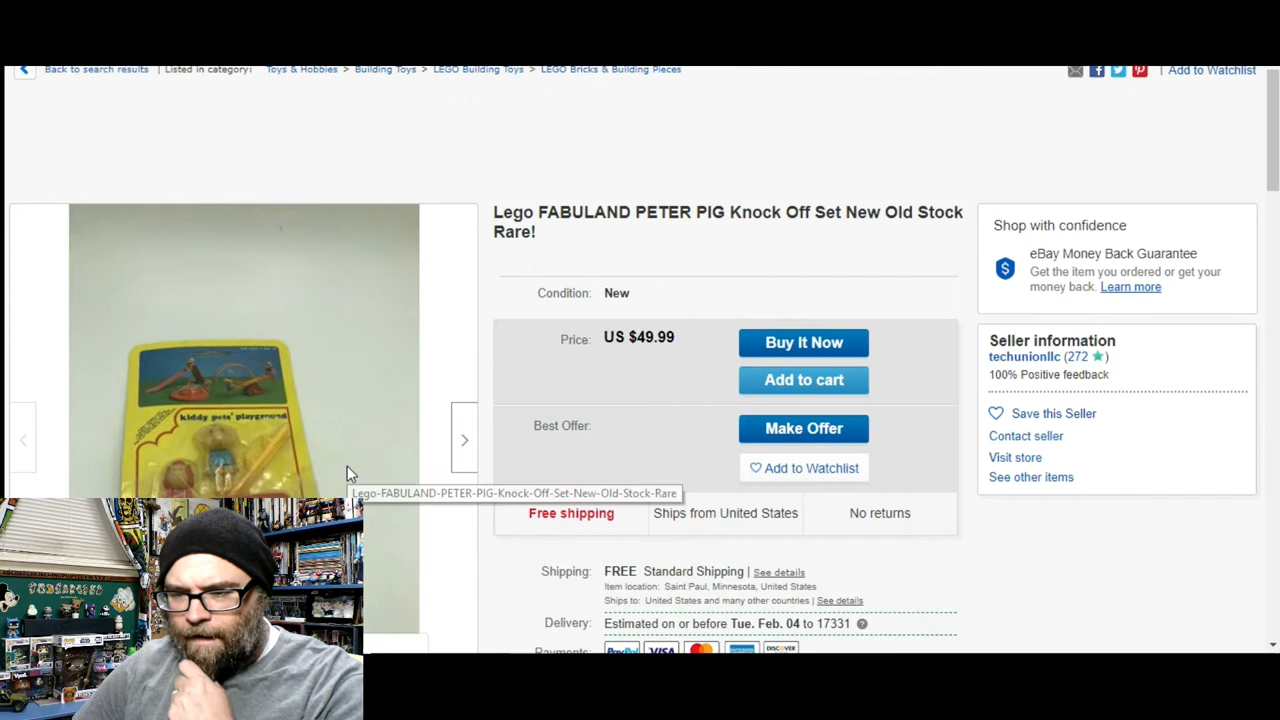 Back to search results | Listed in category: Toys & Hobbies > Building Toys > LEGO Building Toys > LEGO Bricks & Building Pieces | Add to Watchlist
Lego FABULAND PETER PIG Knock Off Set New Old Stock
Rare!
Condition: New
Price: US $49.99
Buy It Now
Add to cart
Best Offer:
Make Offer
Add to Watchlist
Free shipping
Ships from United States
No returns
Shipping: FREE Standard Shipping | See details
Item location: Saint Paul, Minnesota, United States
Ships to: United States and many other countries | See details
Delivery: Estimated on or before Tue. Feb. 04 to 17331
Payments:
PayPal VISA DISCOVER
Shop with confidence
eBay Money Back Guarantee
Get the item you ordered or get your
money back. Learn more
Seller information
techunionllc (272)
100% Positive feedback
Save this Seller
Contact seller
Visit store
See other items
kiddy pets' playground
Lego-FABULAND-PETER-PIG-Knock-Off-Set-New-Old-Stock-Rare